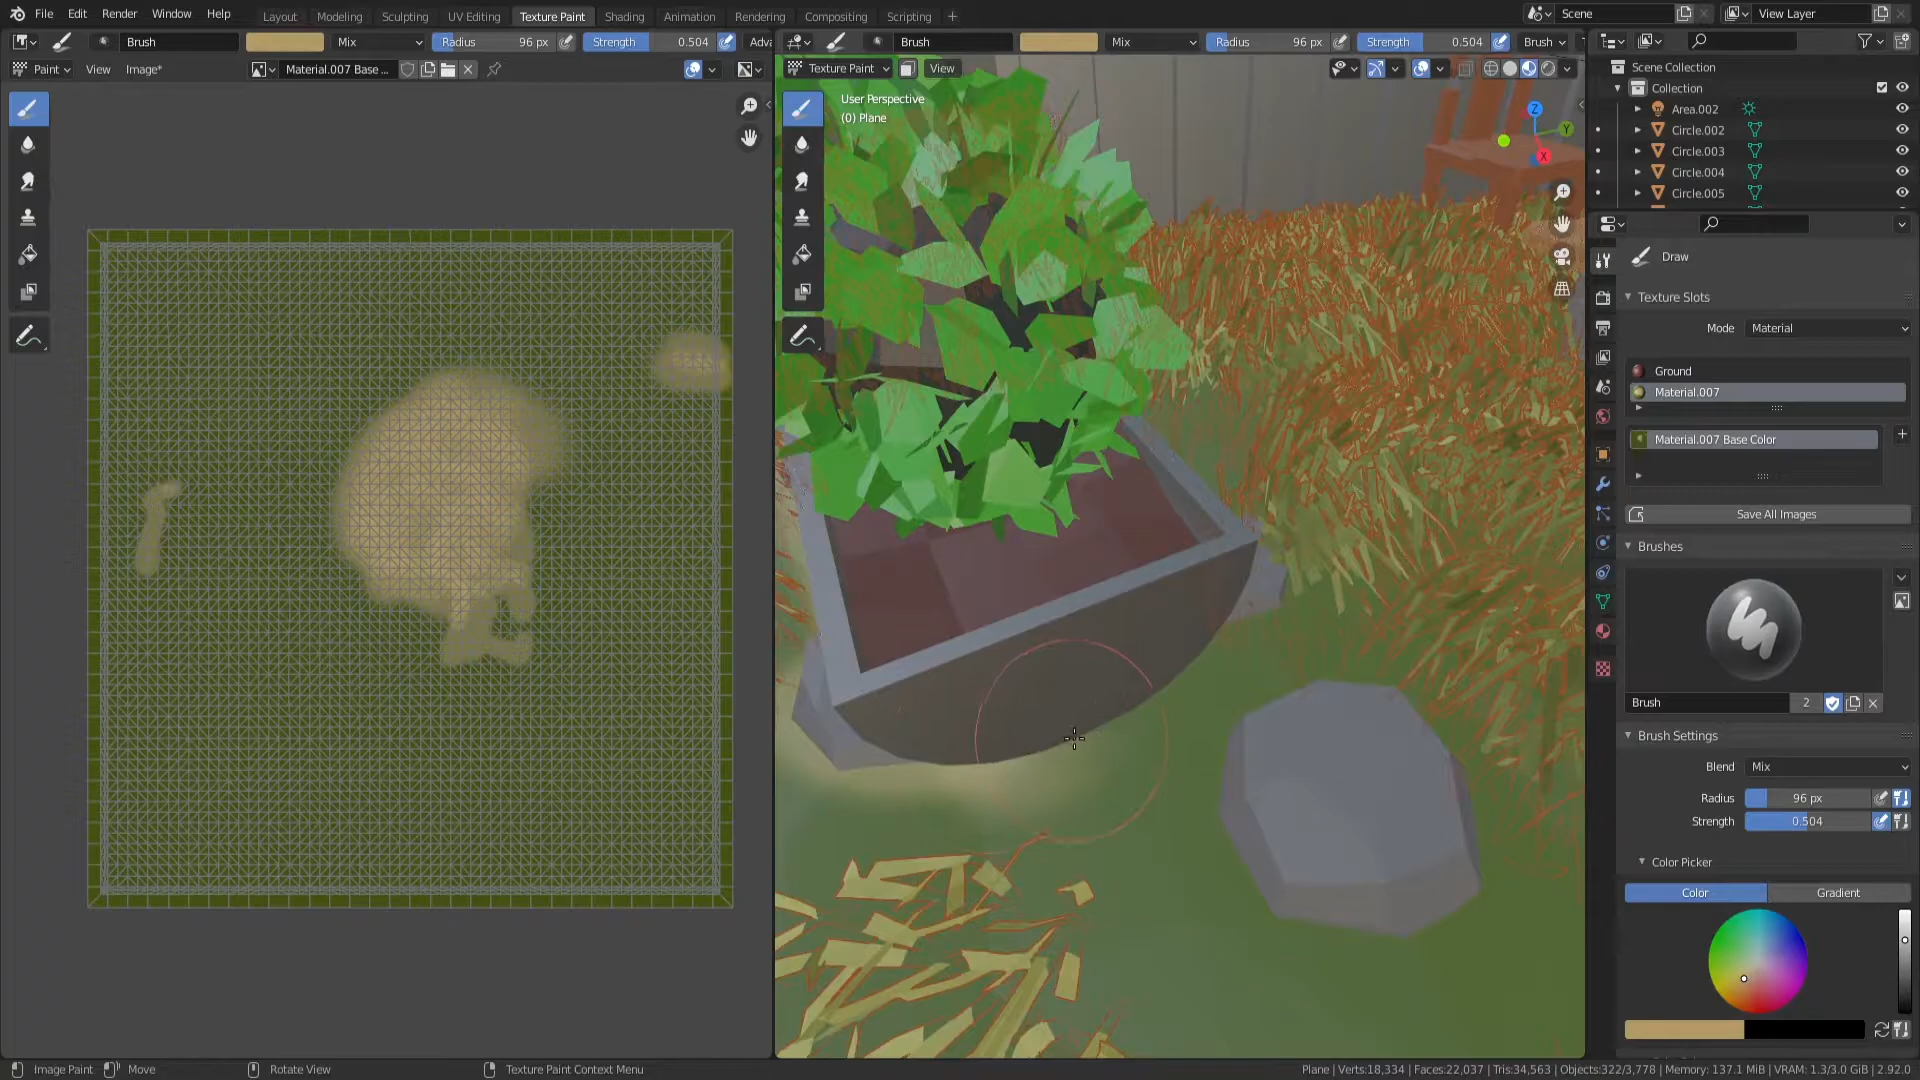 File Edit Render Window Help Layout Modeling Sculpting UV Editing Texture Paint Shading Animation Rendering Compositing Scripting + Scene View Layer
Brush Mix Radius 96 px Strength 0.504 Adva Brush Mix Radius 96 px Strength 0.504 Brush
Paint View Image* Material.007 Base ... Texture Paint View
User Perspective
(0) Plane
Z
Y
X
Scene Collection
Collection
Area.002
Circle.002
Circle.003
Circle.004
Circle.005
Draw
Texture Slots
Mode Material
Ground
Material.007
Material.007 Base Color
Save All Images
Brushes
Brush 2
Brush Settings
Blend Mix
Radius 96 px
Strength 0.504
Color Picker
Color Gradient
Image Paint Move Rotate View Texture Paint Context Menu Plane | Verts:18,334 | Faces:22,037 | Tris:34,563 | Objects:322/3,778 | Memory: 137.1 MiB | VRAM: 1.3/3.0 GiB | 2.92.0